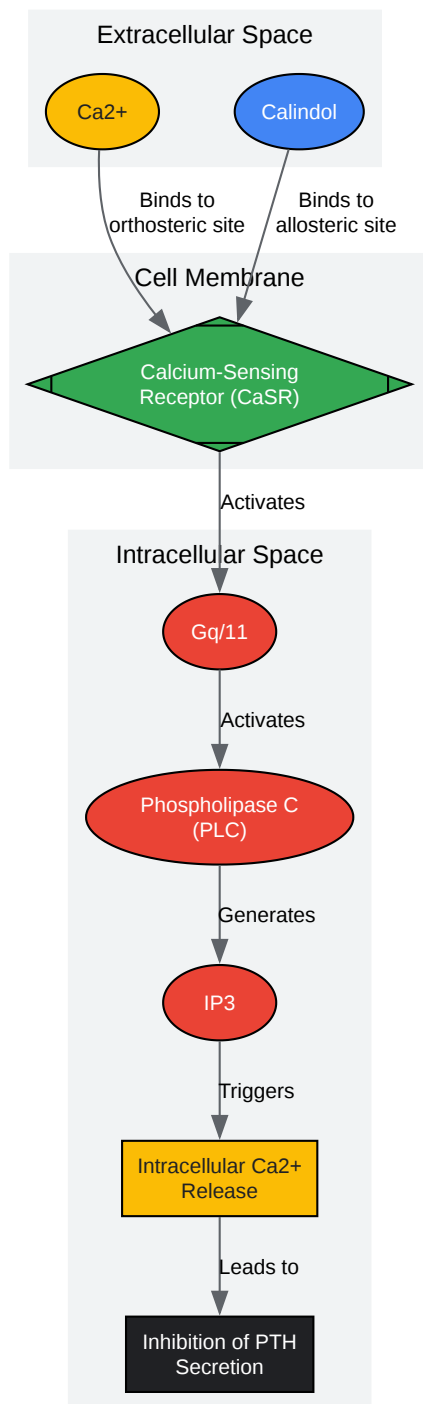 Extracellular Space
Ca2+
Calindol
Binds to
orthosteric site
Binds to
allosteric site
Cell Membrane
Calcium-Sensing
Receptor (CaSR)
Activates
Intracellular Space
Gq/11
Activates
Phospholipase C
(PLC)
Generates
IP3
Triggers
Intracellular Ca2+
Release
Leads to
Inhibition of PTH
Secretion